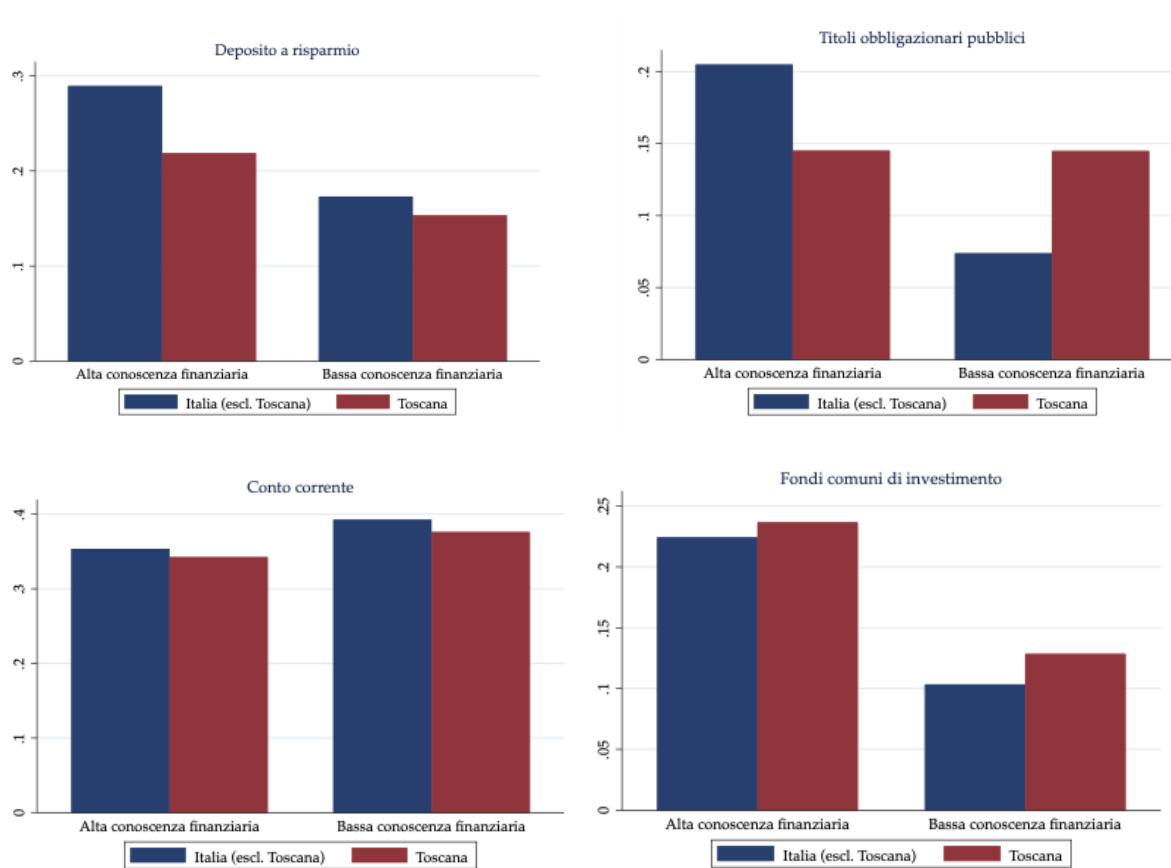 Deposito a risparmio
.3
.2
.1
0
Alta conoscenza finanziaria Bassa conoscenza finanziaria
Italia (escl. Toscana) Toscana
Titoli obbligazionari pubblici
.2
.15
.1
.05
0
Alta conoscenza finanziaria Bassa conoscenza finanziaria
Italia (escl. Toscana) Toscana
Conto corrente
.4
.3
.2
.1
0
Alta conoscenza finanziaria Bassa conoscenza finanziaria
Italia (escl. Toscana) Toscana
Fondi comuni di investimento
.25
.2
.15
.1
.05
0
Alta conoscenza finanziaria Bassa conoscenza finanziaria
Italia (escl. Toscana) Toscana